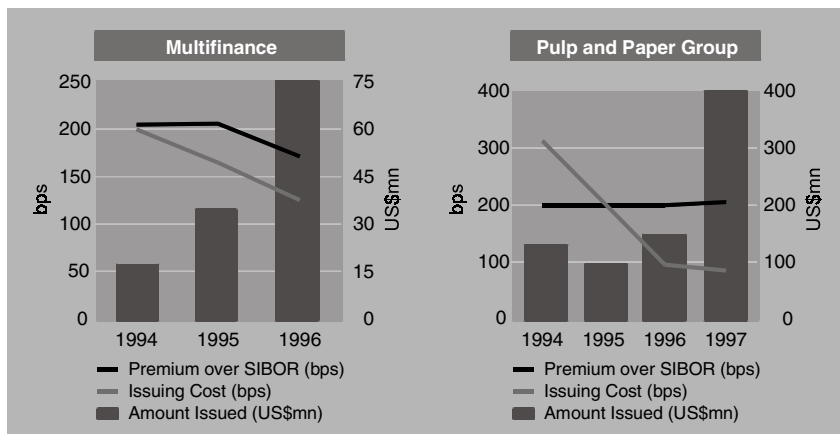 Multifinance
250
200
150
100
50
0
bps
75
60
45
30
15
0
US$mn
1994 1995 1996
Premium over SIBOR (bps)
Issuing Cost (bps)
Amount Issued (US$mn)
Pulp and Paper Group
400
300
200
100
0
bps
400
300
200
100
0
US$mn
1994 1995 1996 1997
Premium over SIBOR (bps)
Issuing Cost (bps)
Amount Issued (US$mn)